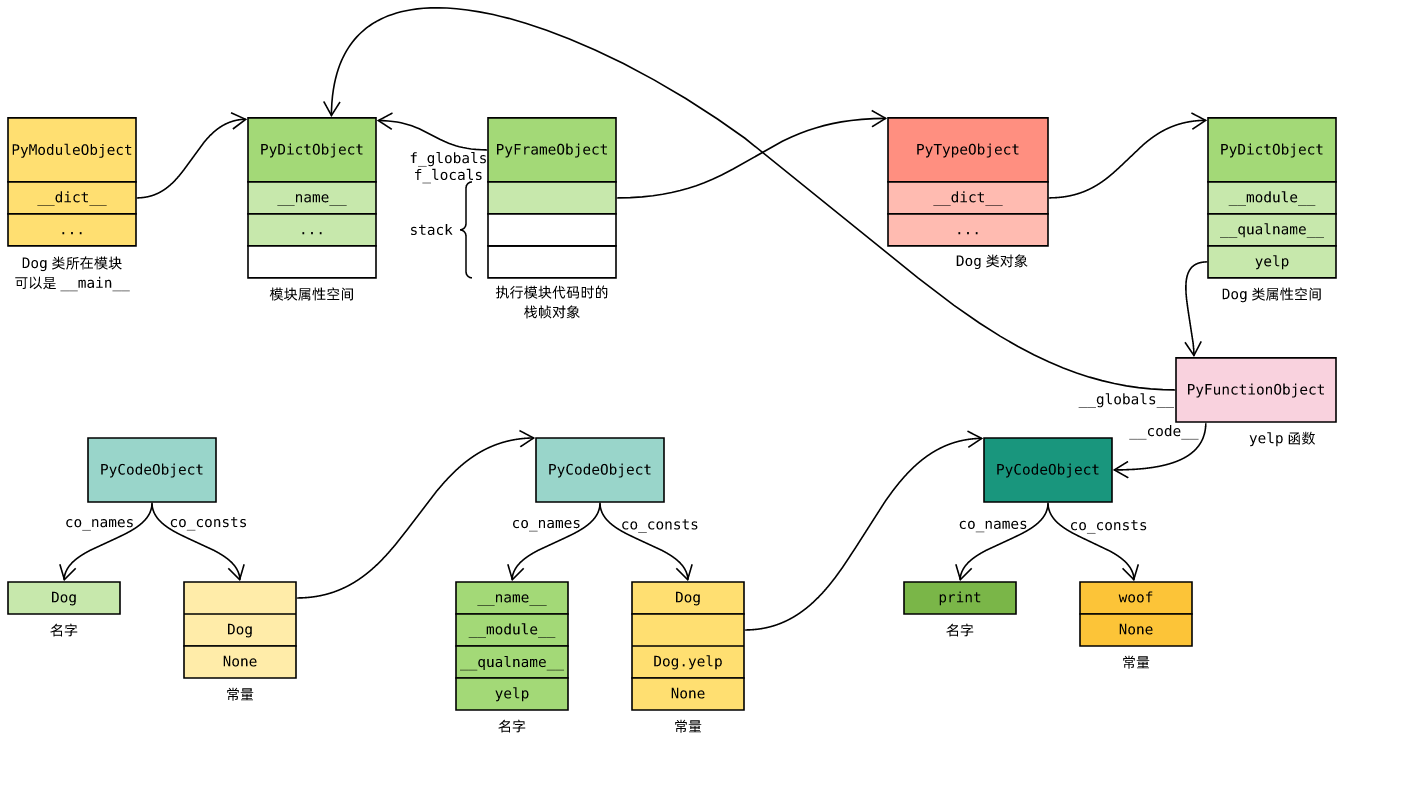 PyModuleObject
__dict__
...
Dog 类所在模块
可以是 __main__
PyDictObject
__name__
...
模块属性空间
f_globals
f_locals
stack
PyFrameObject
执行模块代码时的
栈帧对象
PyTypeObject
__dict__
...
Dog 类对象
PyDictObject
__module__
__qualname__
yelp
Dog 类属性空间
PyFunctionObject
__globals__
__code__
yelp 函数
PyCodeObject
co_names
co_consts
Dog
名字
Dog
None
常量
PyCodeObject
co_names
co_consts
__name__
__module__
__qualname__
yelp
名字
Dog
Dog.yelp
None
常量
PyCodeObject
co_names
co_consts
print
名字
woof
None
常量